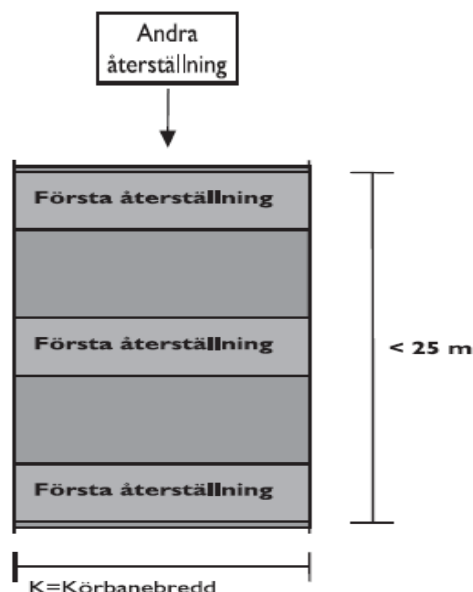 Andra
återställning
Första återställning
Första återställning
< 25 m
Första återställning
K=Körbanebredd